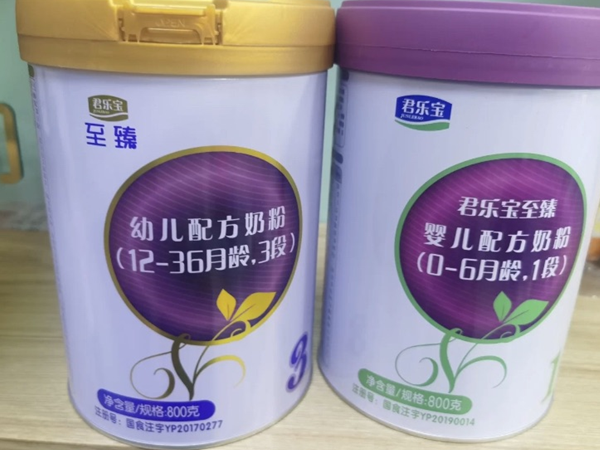 君乐宝
至臻
幼儿配方奶粉
(12-36月龄,3段)
3
净含量/规格:800克
注册号: 国食注字YP20170277
君乐宝
JUNLEBAO
君乐宝至臻
婴儿配方奶粉
(0-6月龄,1段)
1
净含量/规格:800克
注册号: 国食注字YP20190014